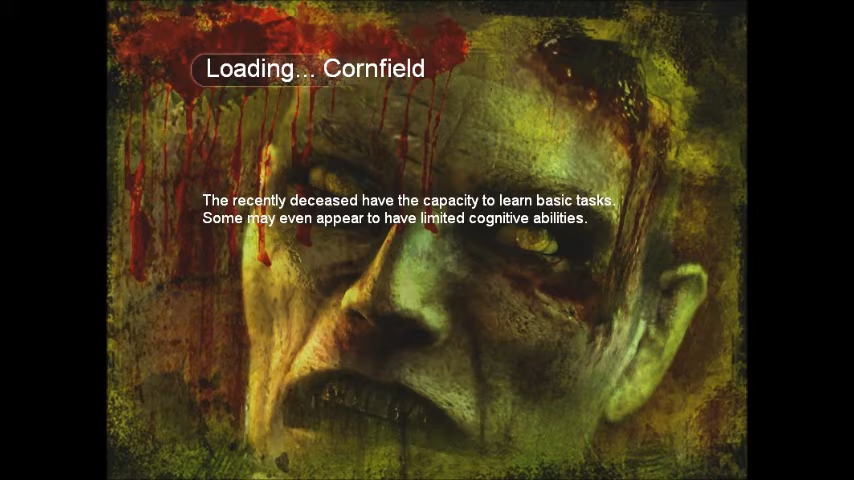 Loading... Cornfield
The recently deceased have the capacity to learn basic tasks.
Some may even appear to have limited cognitive abilities.